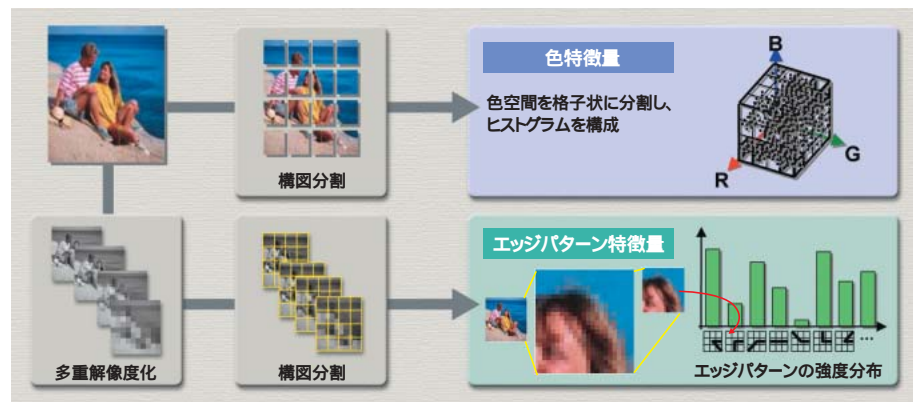 構図分割
色特徴量
色空間を格子状に分割し、
ヒストグラムを構成
B
G
R
多重解像度化
構図分割
エッジパターン特徴量
…
エッジパターンの強度分布